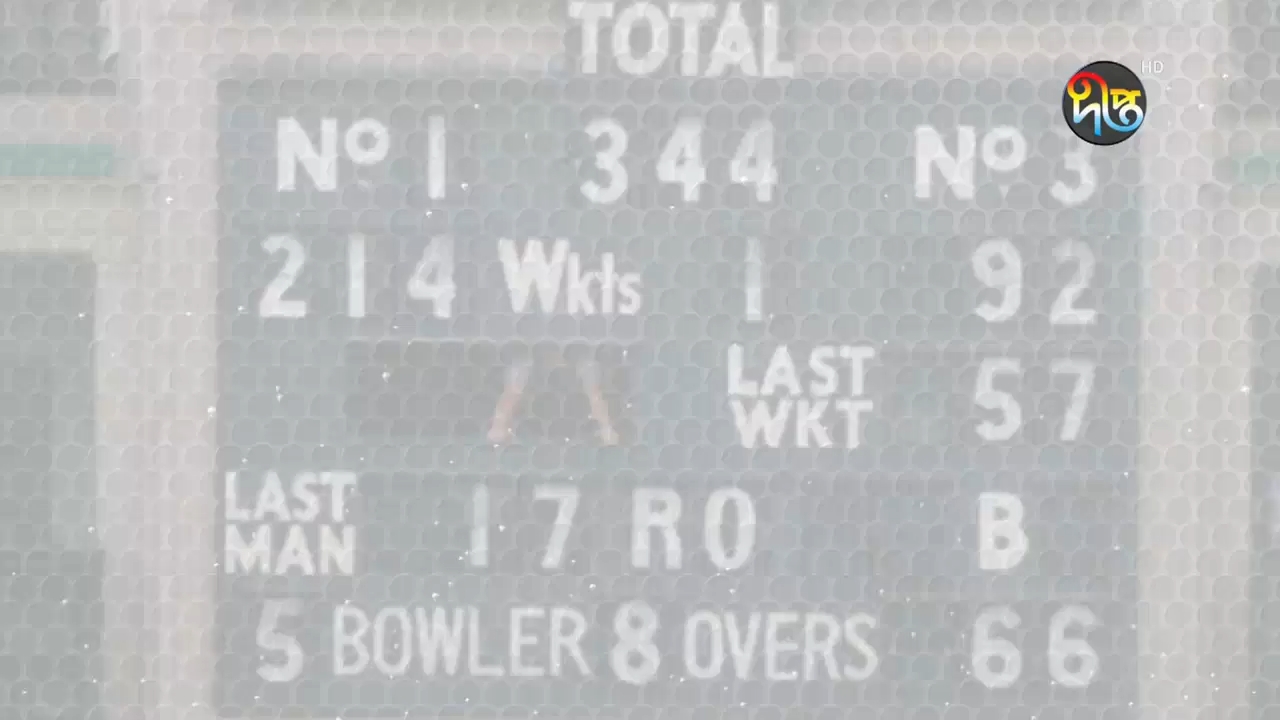 TOTAL
HD
দীপ্ত
Nº 1 344 Nº 3
214 Wkts 1 92
LAST WKT 57
LAST MAN 17 RO B
5 BOWLER 8 OVERS 66